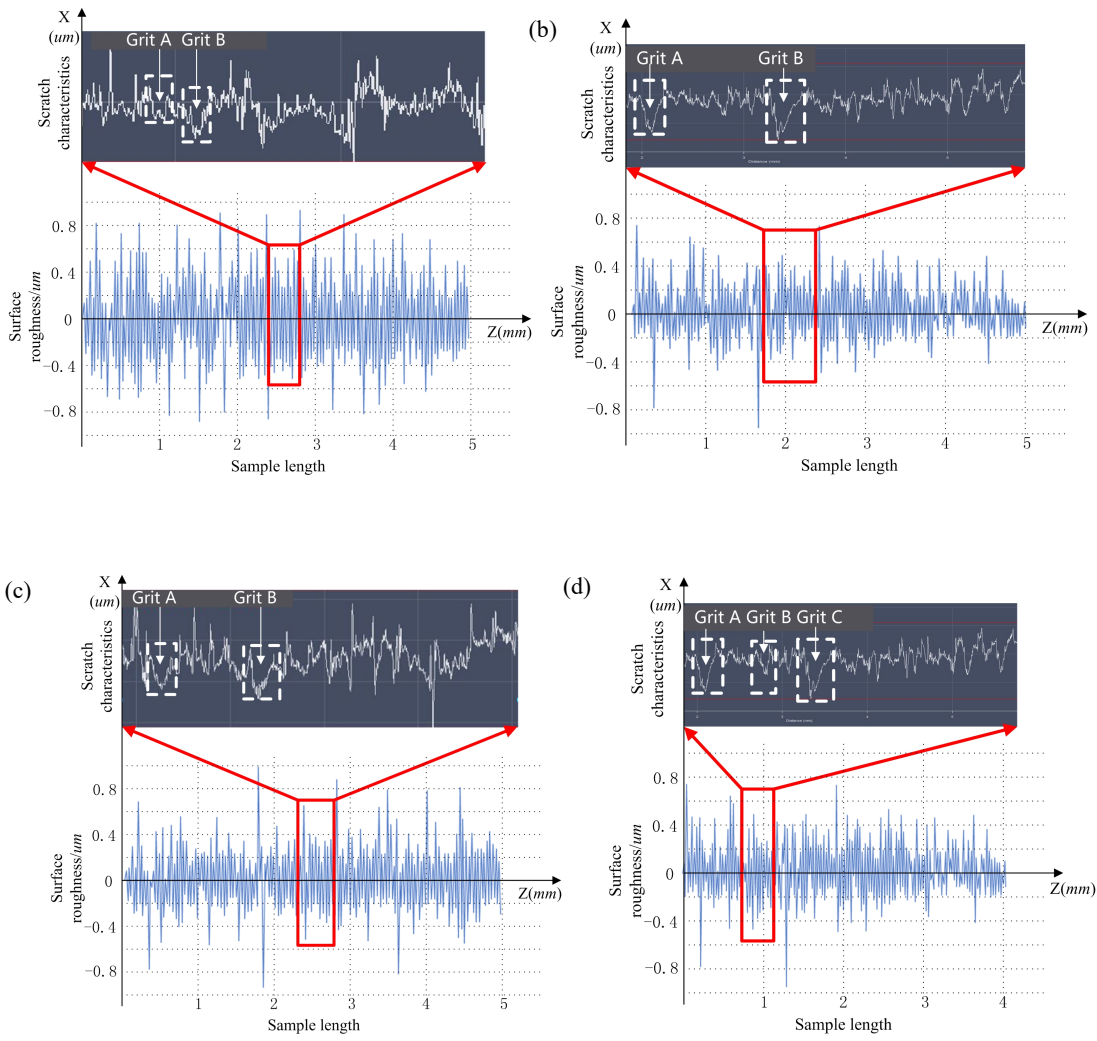 X
(um)
Grit A Grit B
Scratch
characteristics
0.8
0.4
0
-0.4
-0.8
Surface
roughness/um
Z(mm)
1 2 3 4 5
Sample length
(b)
X
(um)
Grit A Grit B
Scratch
characteristics
Distance (mm)
0.8
0.4
0
-0.4
-0.8
Surface
roughness/um
Z(mm)
1 2 3 4 5
Sample length
(c)
X
(um)
Grit A Grit B
Scratch
characteristics
0.8
0.4
0
-0.4
-0.8
Surface
roughness/um
Z(mm)
1 2 3 4 5
Sample length
(d)
X
(um)
Grit A Grit B Grit C
Scratch
characteristics
Distance (mm)
0.8
0.4
0
-0.4
-0.8
Surface
roughness/um
Z(mm)
1 2 3 4
Sample length